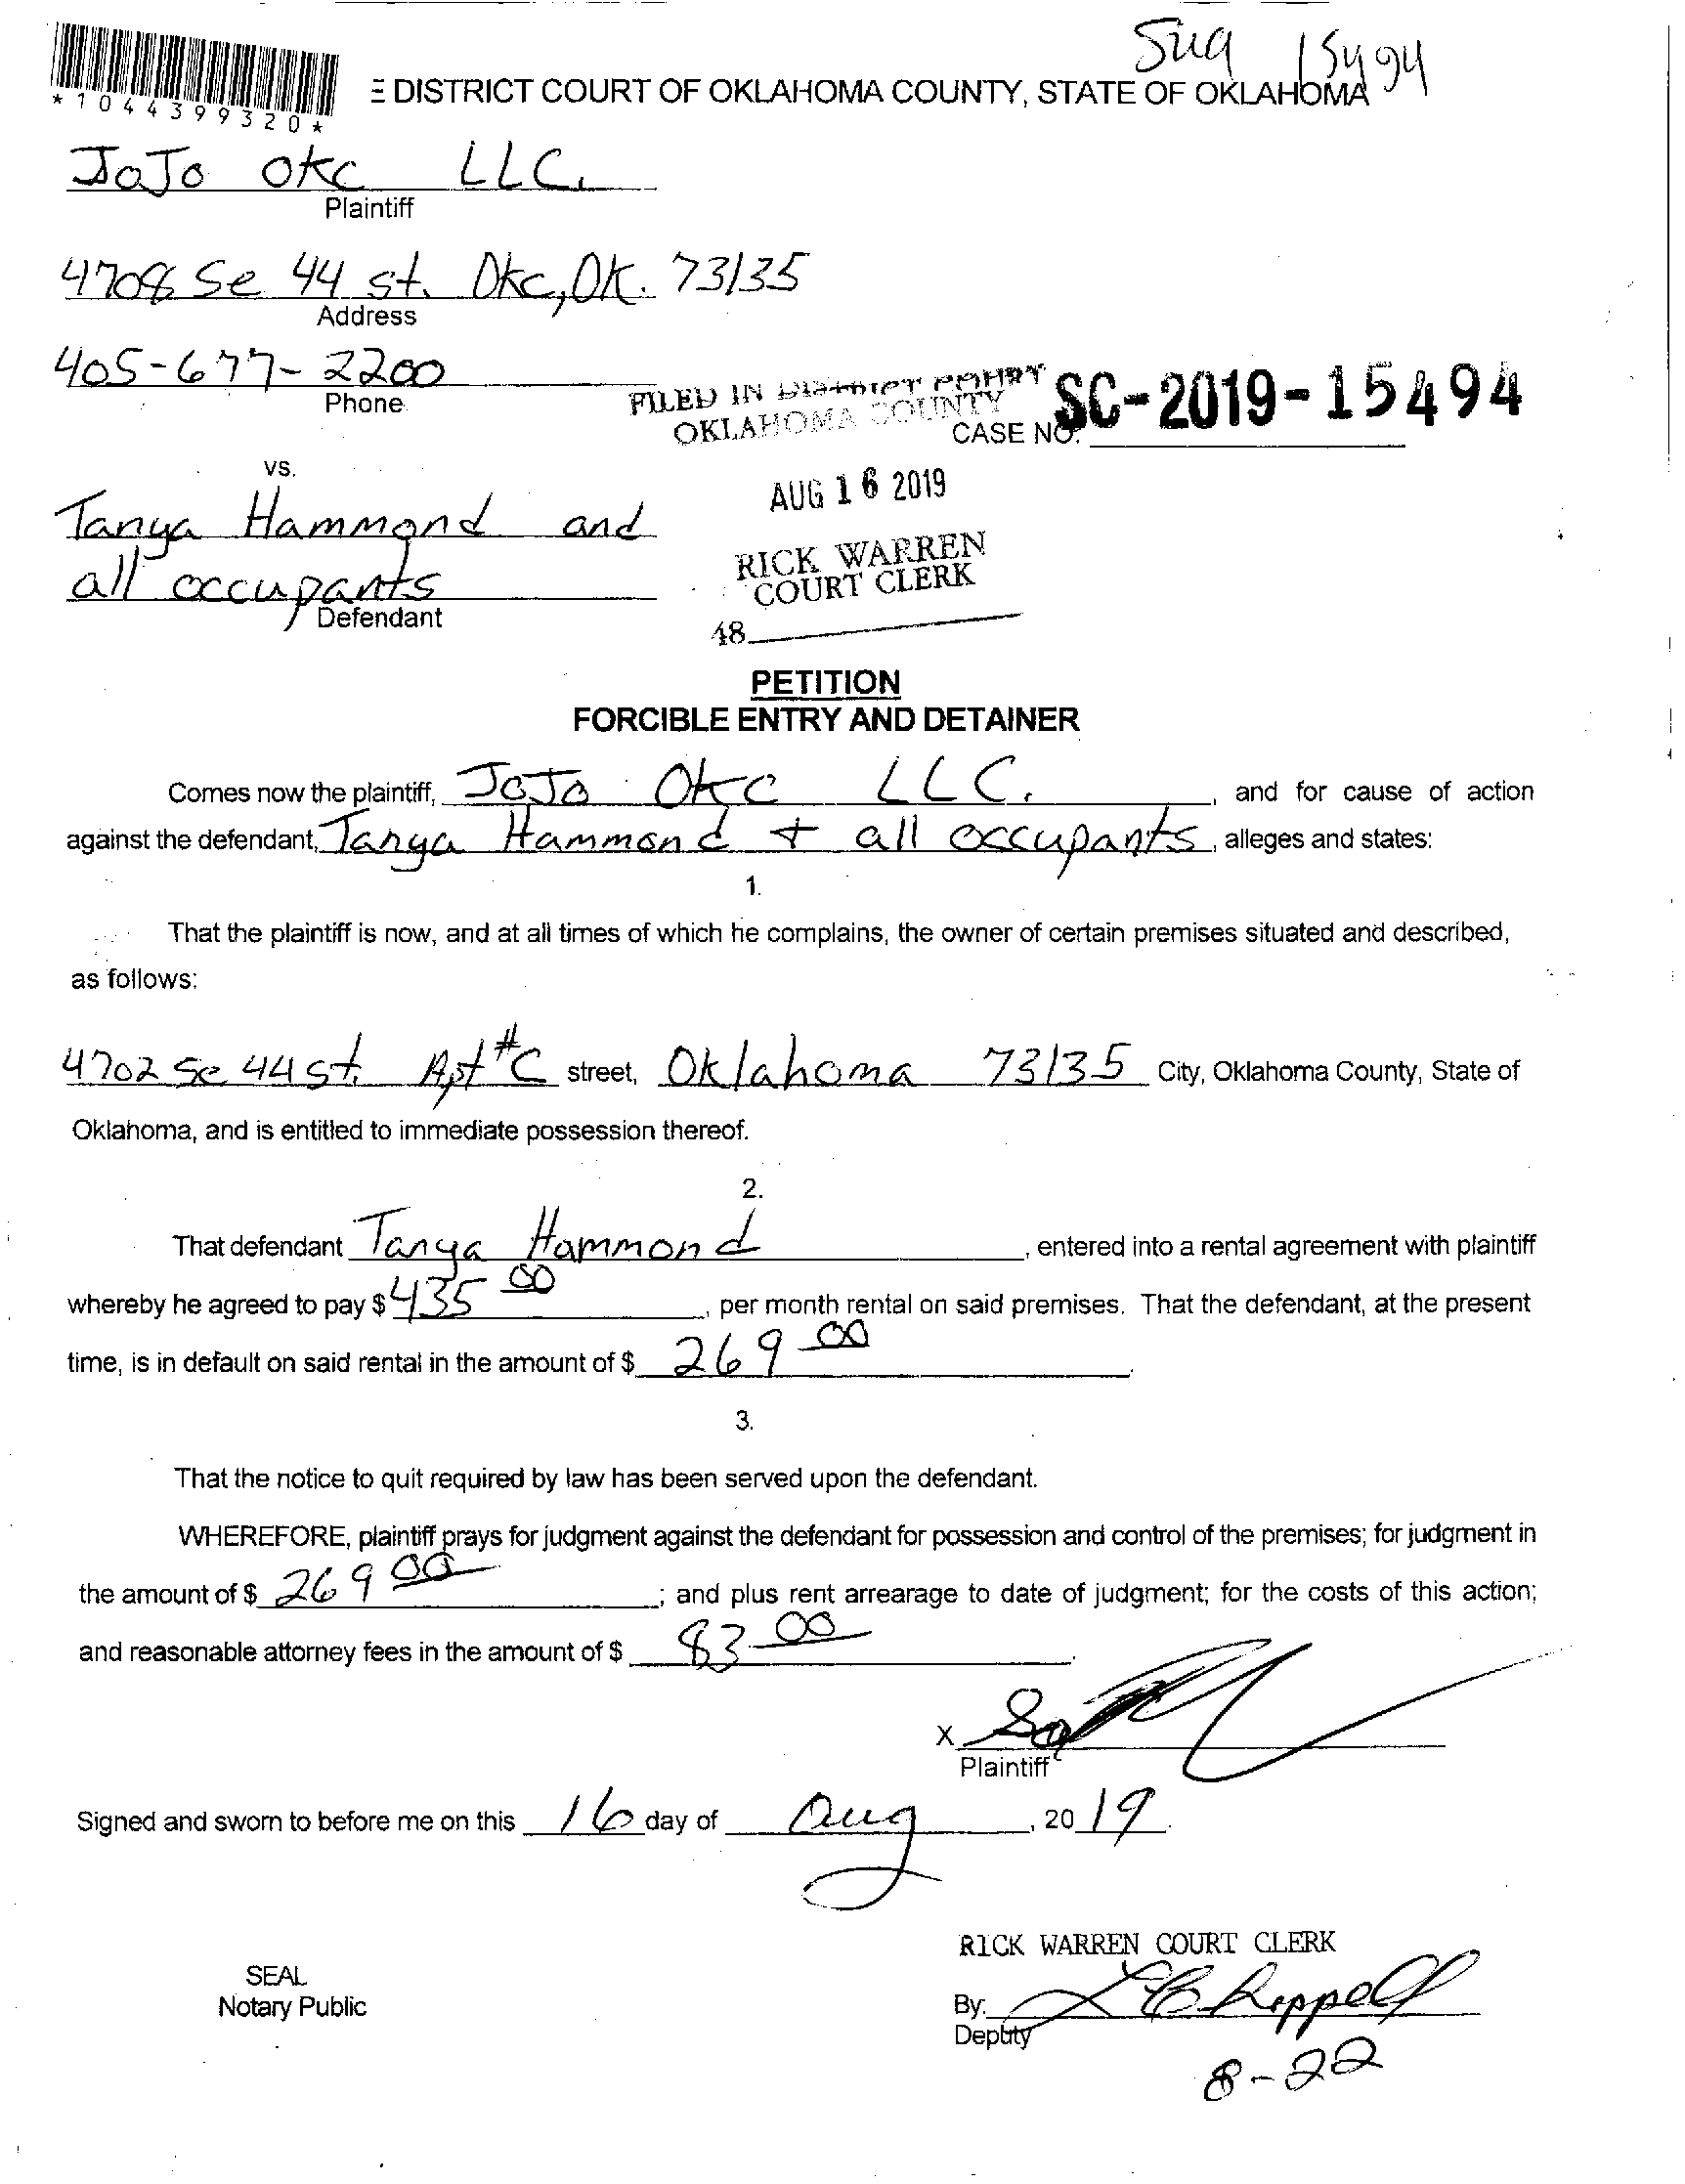 Sug 15494
*1044399320*
E DISTRICT COURT OF OKLAHOMA COUNTY, STATE OF OKLAHOMA
JoJo okc LLC.
Plaintiff
4708 Se 44 st. Okc, Ok. 73135
Address
405-677-2200
Phone
FILED IN DISTRICT COURT
OKLAHOMA COUNTY
CASE NO. SC-2019-15494
vs.
AUG 16 2019
Tanya Hammond and
all occupants
Defendant
RICK WARREN
COURT CLERK
48
PETITION
FORCIBLE ENTRY AND DETAINER
Comes now the plaintiff, JoJo Okc LLC. , and for cause of action
against the defendant, Tanya Hammond + all occupants, alleges and states:
1.
That the plaintiff is now, and at all times of which he complains, the owner of certain premises situated and described,
as follows:
4702 Se 44 st. Apt #C street, Oklahoma 73135 City, Oklahoma County, State of
Oklahoma, and is entitled to immediate possession thereof.
2.
That defendant Tanya Hammond , entered into a rental agreement with plaintiff
whereby he agreed to pay $ 435 00 , per month rental on said premises. That the defendant, at the present
time, is in default on said rental in the amount of $ 269 00 .
3.
That the notice to quit required by law has been served upon the defendant.
WHEREFORE, plaintiff prays for judgment against the defendant for possession and control of the premises; for judgment in
the amount of $ 269 00 ; and plus rent arrearage to date of judgment; for the costs of this action;
and reasonable attorney fees in the amount of $ 83 00 .
X
Plaintiff
Signed and sworn to before me on this 16 day of Aug , 20 19 .
RICK WARREN COURT CLERK
SEAL
Notary Public
By:
Deputy
8-22